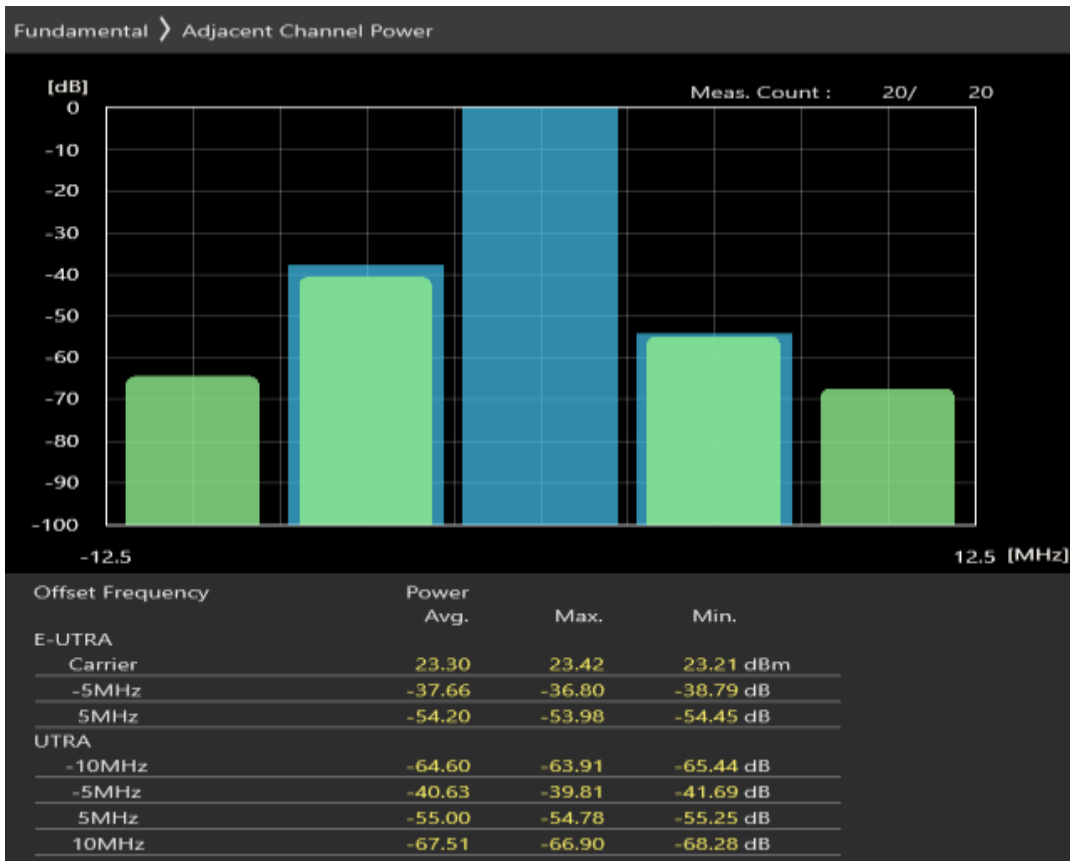 Fundamental 〉 Adjacent Channel Power
[dB]
Meas. Count : 20/ 20
0
-10
-20
-30
-40
-50
-60
-70
-80
-90
-100
-12.5 12.5 [MHz]
Offset Frequency Power
Avg. Max. Min.
E-UTRA
Carrier 23.30 23.42 23.21 dBm
-5MHz -37.66 -36.80 -38.79 dB
5MHz -54.20 -53.98 -54.45 dB
UTRA
-10MHz -64.60 -63.91 -65.44 dB
-5MHz -40.63 -39.81 -41.69 dB
5MHz -55.00 -54.78 -55.25 dB
10MHz -67.51 -66.90 -68.28 dB